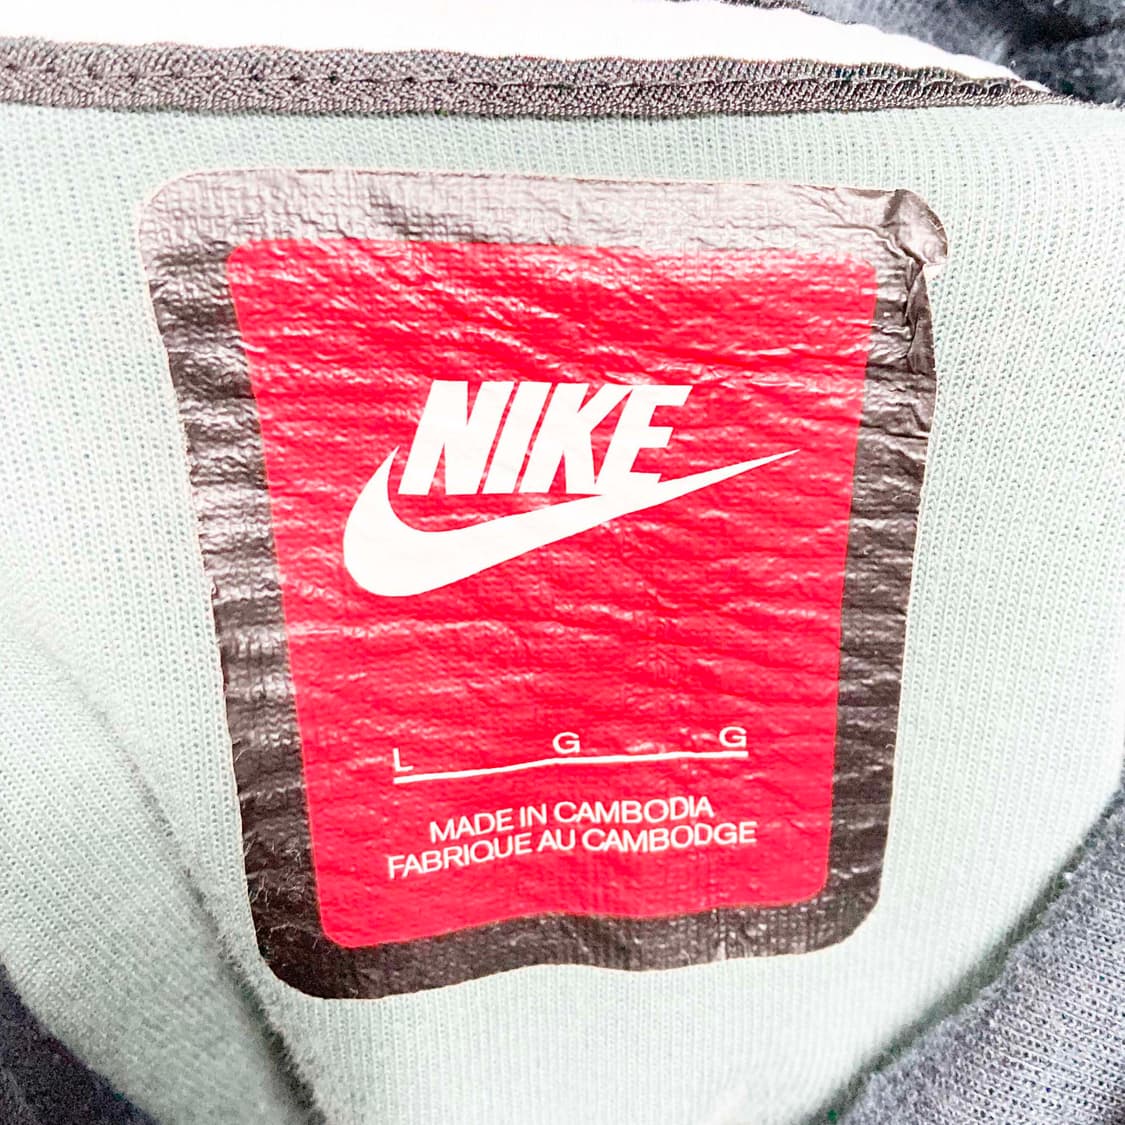 NIKE
L G G
MADE IN CAMBODIA
FABRIQUE AU CAMBODGE